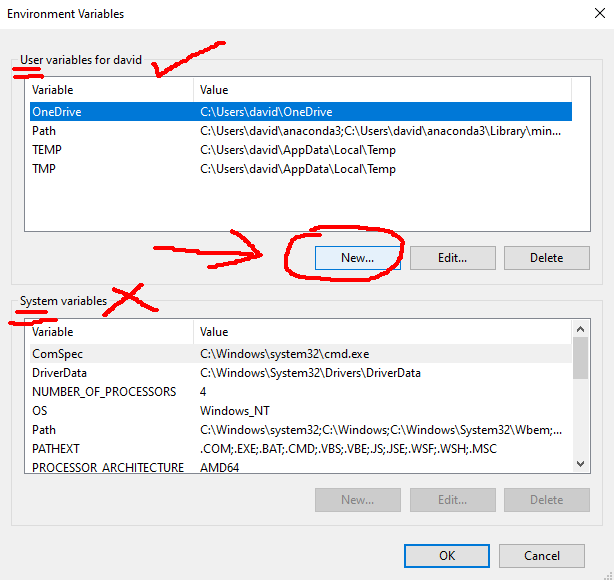 Environment Variables
User variables for david
Variable Value
OneDrive C:\Users\david\OneDrive
Path C:\Users\david\anaconda3;C:\Users\david\anaconda3\Library\min...
TEMP C:\Users\david\AppData\Local\Temp
TMP C:\Users\david\AppData\Local\Temp
New... Edit... Delete
System variables
Variable Value
ComSpec C:\Windows\system32\cmd.exe
DriverData C:\Windows\System32\Drivers\DriverData
NUMBER_OF_PROCESSORS 4
OS Windows_NT
Path C:\Windows\system32;C:\Windows;C:\Windows\System32\Wbem;...
PATHEXT .COM;.EXE;.BAT;.CMD;.VBS;.VBE;.JS;.JSE;.WSF;.WSH;.MSC
PROCESSOR_ARCHITECTURE AMD64
New... Edit... Delete
OK Cancel